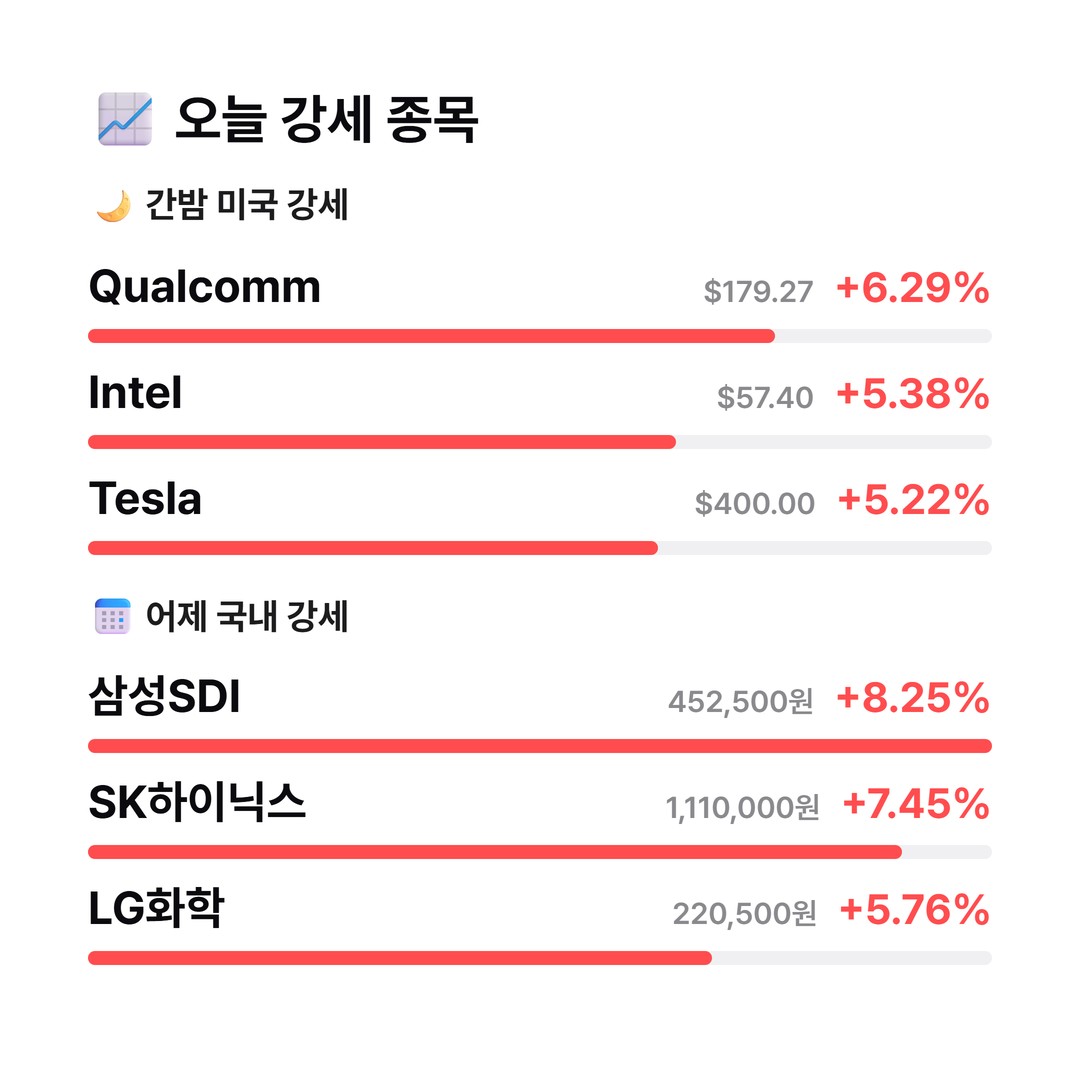 오늘 강세 종목
간밤 미국 강세
Qualcomm $179.27 +6.29%
Intel $57.40 +5.38%
Tesla $400.00 +5.22%
어제 국내 강세
삼성SDI 452,500원 +8.25%
SK하이닉스 1,110,000원 +7.45%
LG화학 220,500원 +5.76%